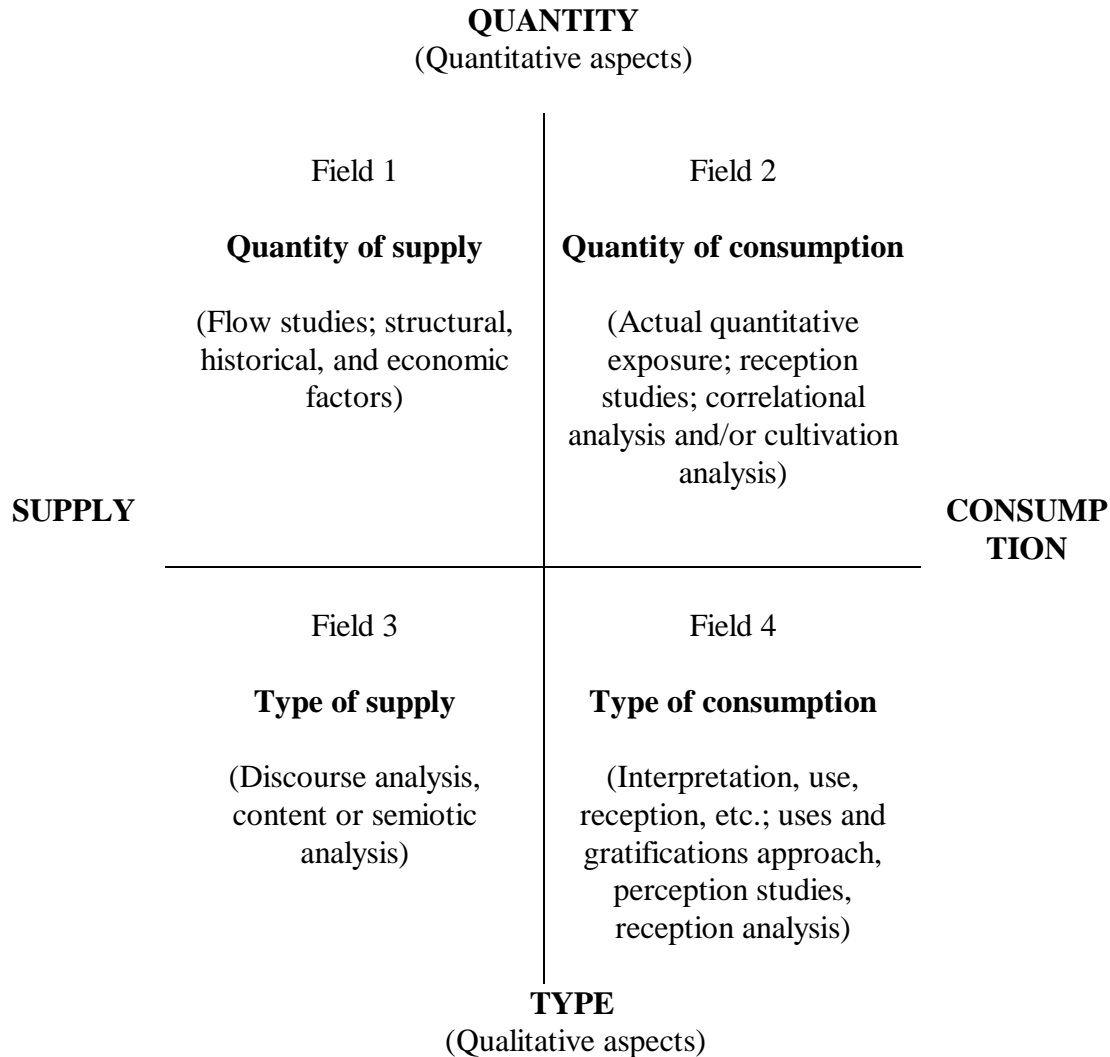 QUANTITY
(Quantitative aspects)
Field 1
Quantity of supply
(Flow studies; structural,
historical, and economic
factors)
Field 2
Quantity of consumption
(Actual quantitative
exposure; reception
studies; correlational
analysis and/or cultivation
analysis)
SUPPLY
CONSUMP
TION
Field 3
Type of supply
(Discourse analysis,
content or semiotic
analysis)
Field 4
Type of consumption
(Interpretation, use,
reception, etc.; uses and
gratifications approach,
perception studies,
reception analysis)
TYPE
(Qualitative aspects)